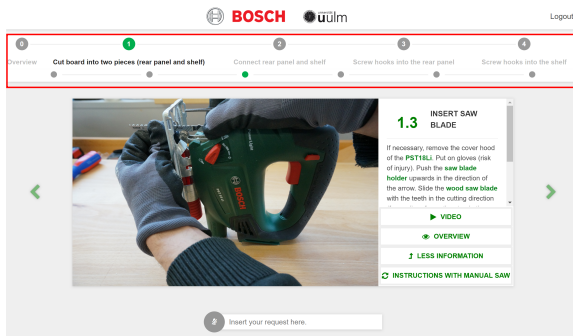 BOSCH
uulm
Logout
0
1
2
3
4
Overview
Cut board into two pieces (rear panel and shelf)
Connect rear panel and shelf
Screw hooks into the rear panel
Screw hooks into the shelf
1.3
INSERT SAW
BLADE
If necessary, remove the cover hood
of the PST18Li. Put on gloves (risk
of injury). Push the saw blade
holder upwards in the direction of
the arrow. Slide the wood saw blade
with the teeth in the cutting direction
BOSCH
VIDEO
OVERVIEW
LESS INFORMATION
INSTRUCTIONS WITH MANUAL SAW
Insert your request here.